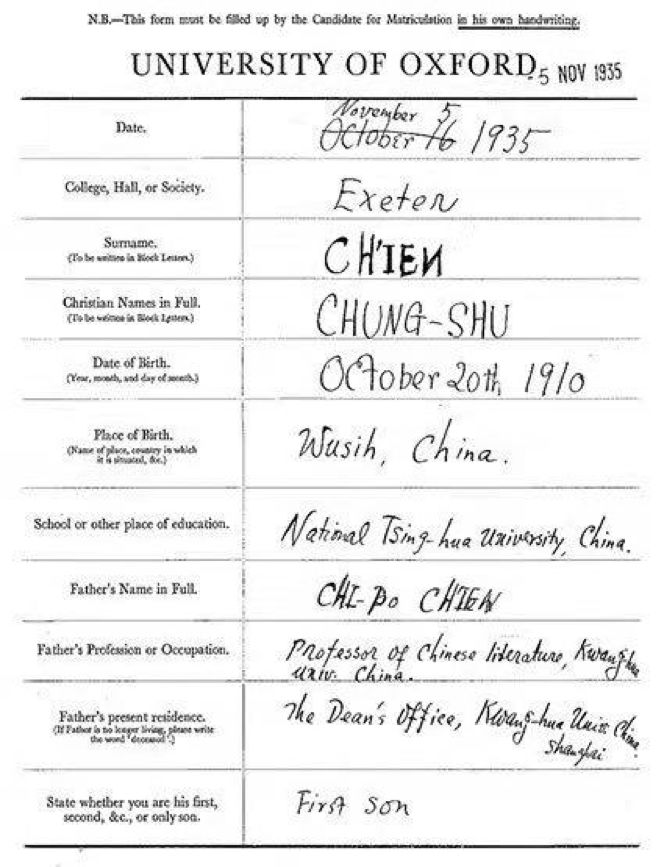 N.B.—This form must be filled up by the Candidate for Matriculation in his own handwriting.
UNIVERSITY OF OXFORD
-5 NOV 1935
Date.
November 5
October 16 1935
College, Hall, or Society.
Exeter
Surname.
(To be written in Block Letters.)
CH'IEN
Christian Names in Full.
(To be written in Block Letters.)
CHUNG-SHU
Date of Birth.
(Year, month, and day of month.)
October 20th 1910
Place of Birth.
(Name of place, country in which
it is situated, &c.)
Wusih, China.
School or other place of education.
National Tsing-hua University, China.
Father's Name in Full.
CHI-Po CH'IEN
Father's Profession or Occupation.
Professor of Chinese literature, Kwang-hua
Univ. China.
Father's present residence.
(If Father is no longer living, please write
the word "deceased".)
The Dean's Office, Kwang-hua Univ. China.
Shanghai
State whether you are his first,
second, &c., or only son.
First son